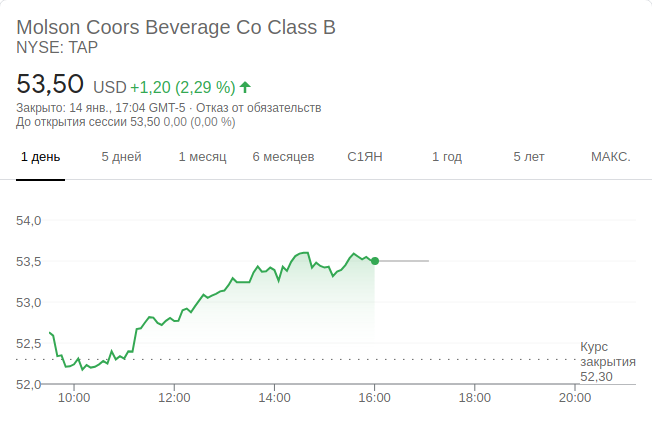 Molson Coors Beverage Co Class B
NYSE: TAP
53,50 USD +1,20 (2,29 %)
Закрыто: 14 янв., 17:04 GMT-5 · Отказ от обязательств
До открытия сессии 53,50 0,00 (0,00 %)
1 день 5 дней 1 месяц 6 месяцев С1ЯН 1 год 5 лет МАКС.
54,0
53,5
53,0
52,5
Курс
закрытия
52,30
52,0
10:00 12:00 14:00 16:00 18:00 20:00